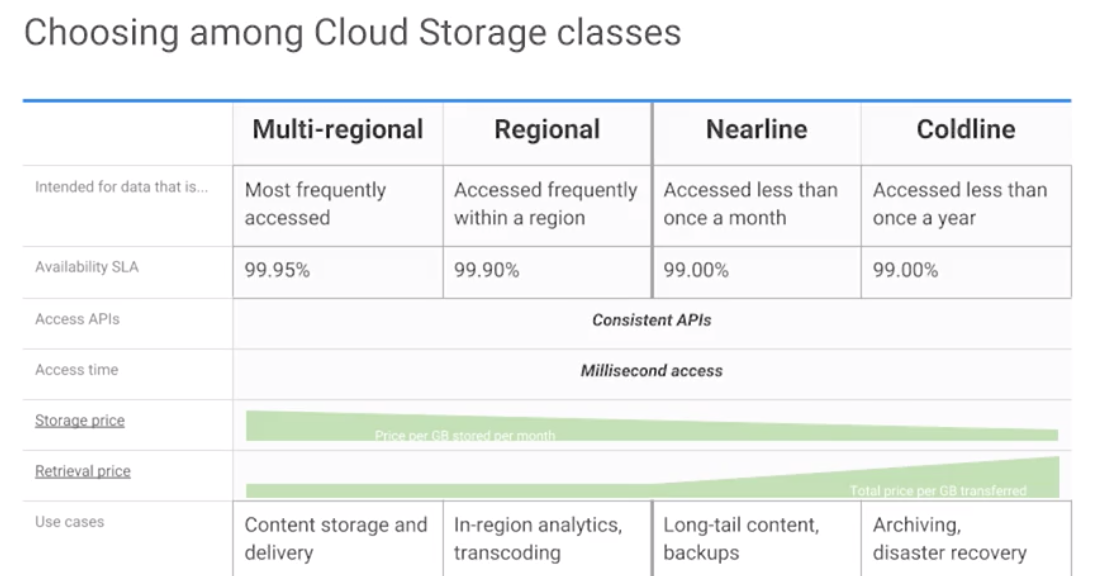 Choosing among Cloud Storage classes
Multi-regional
Regional
Nearline
Coldline
Intended for data that is...
Most frequently
accessed
Accessed frequently
within a region
Accessed less than
once a month
Accessed less than
once a year
Availability SLA
99.95%
99.90%
99.00%
99.00%
Access APIs
Consistent APIs
Access time
Millisecond access
Storage price
Price per GB stored per month
Retrieval price
Total price per GB transferred
Use cases
Content storage and
delivery
In-region analytics,
transcoding
Long-tail content,
backups
Archiving,
disaster recovery